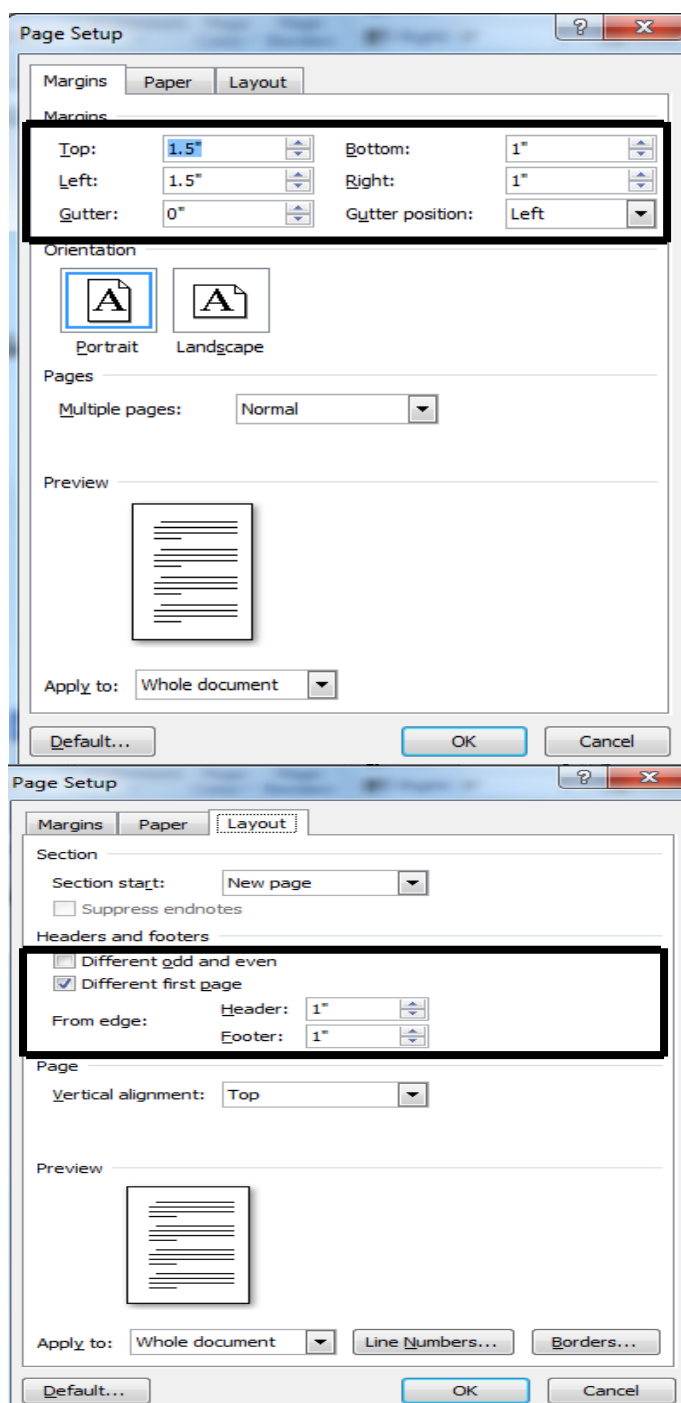 Page Setup
Margins Paper Layout
Margins
Top: 1.5" Bottom: 1"
Left: 1.5" Right: 1"
Gutter: 0" Gutter position: Left
Orientation
A A
Portrait Landscape
Pages
Multiple pages: Normal
Preview
Apply to: Whole document
Default... OK Cancel
Page Setup
Margins Paper Layout
Section
Section start: New page
Suppress endnotes
Headers and footers
Different odd and even
Different first page
Header: 1"
From edge:
Footer: 1"
Page
Vertical alignment: Top
Preview
Apply to: Whole document Line Numbers... Borders...
Default... OK Cancel